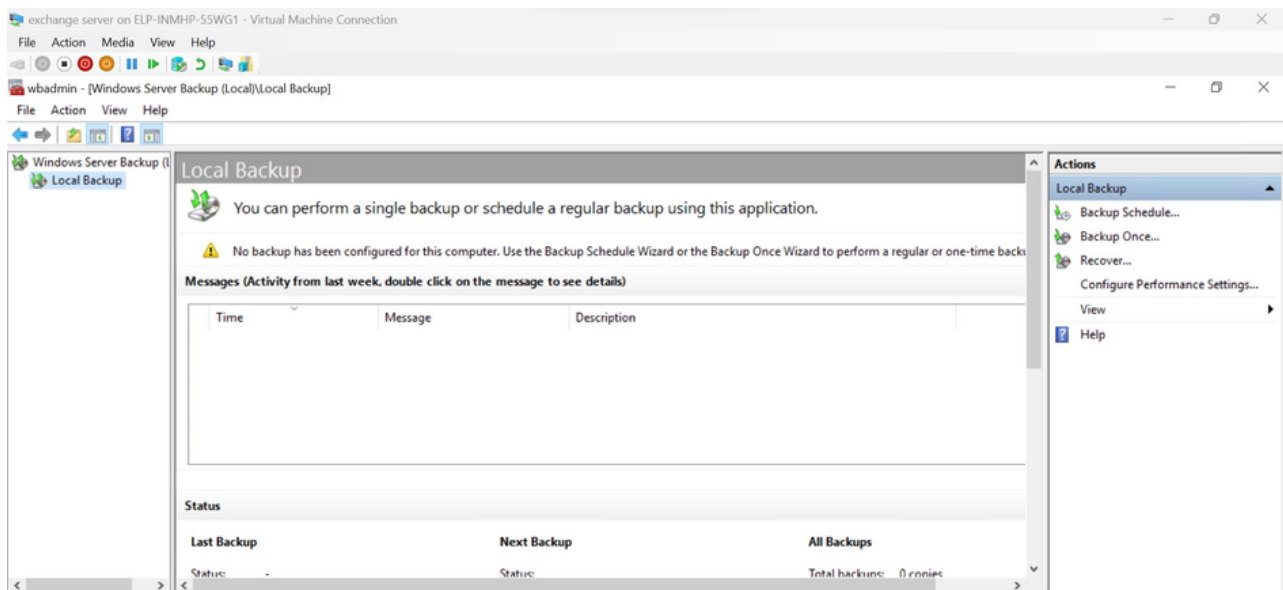 exchange server on ELP-INMHP-55WG1 - Virtual Machine Connection
File Action Media View Help
wbadmin - [Windows Server Backup (Local)\Local Backup]
File Action View Help
Windows Server Backup (L
Local Backup
Local Backup
You can perform a single backup or schedule a regular backup using this application.
No backup has been configured for this computer. Use the Backup Schedule Wizard or the Backup Once Wizard to perform a regular or one-time backu
Messages (Activity from last week, double click on the message to see details)
Time Message Description
Status
Last Backup Next Backup All Backups
Status: - Status: Total backups: 0 copies
Actions
Local Backup
Backup Schedule...
Backup Once...
Recover...
Configure Performance Settings...
View
Help